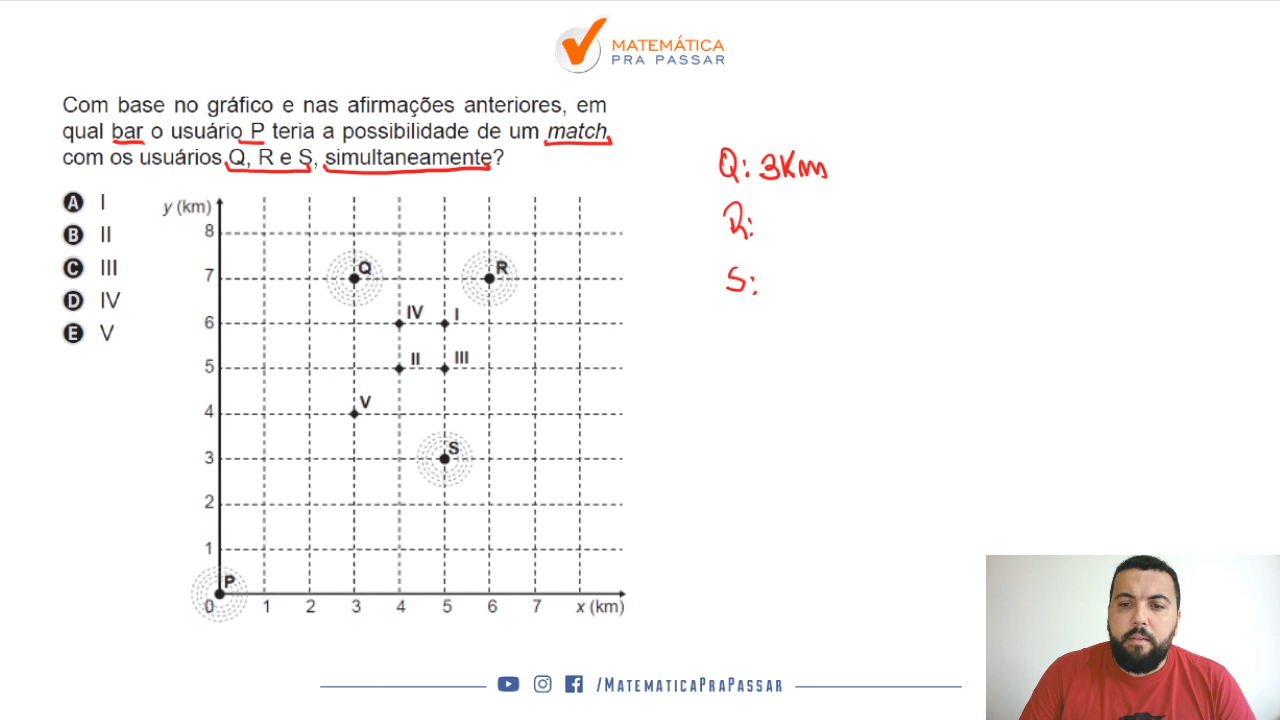 MATEMÁTICA
PRA PASSAR
Com base no gráfico e nas afirmações anteriores, em
qual bar o usuário P teria a possibilidade de um match
com os usuários Q, R e S, simultaneamente?
A I
B II
C III
D IV
E V
Q: 3Km
R:
S:
y (km)
8
7
6
5
4
3
2
1
0
Q
R
IV
I
II
III
V
S
P
1
2
3
4
5
6
7
x (km)
/MATEMATICAPRAPASSAR